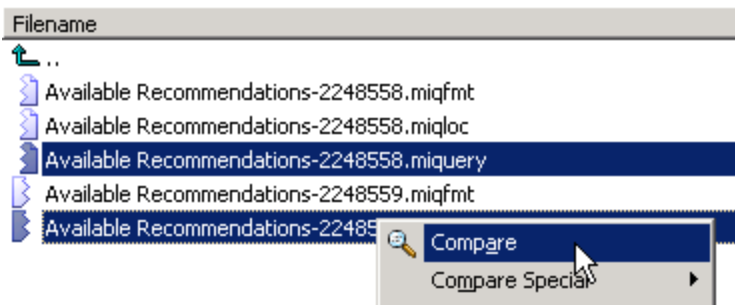 Filename
..
Available Recommendations-2248558.miqfmt
Available Recommendations-2248558.miqloc
Available Recommendations-2248558.miquery
Available Recommendations-2248559.miqfmt
Available Recommendations-22485
Compare
Compare Special